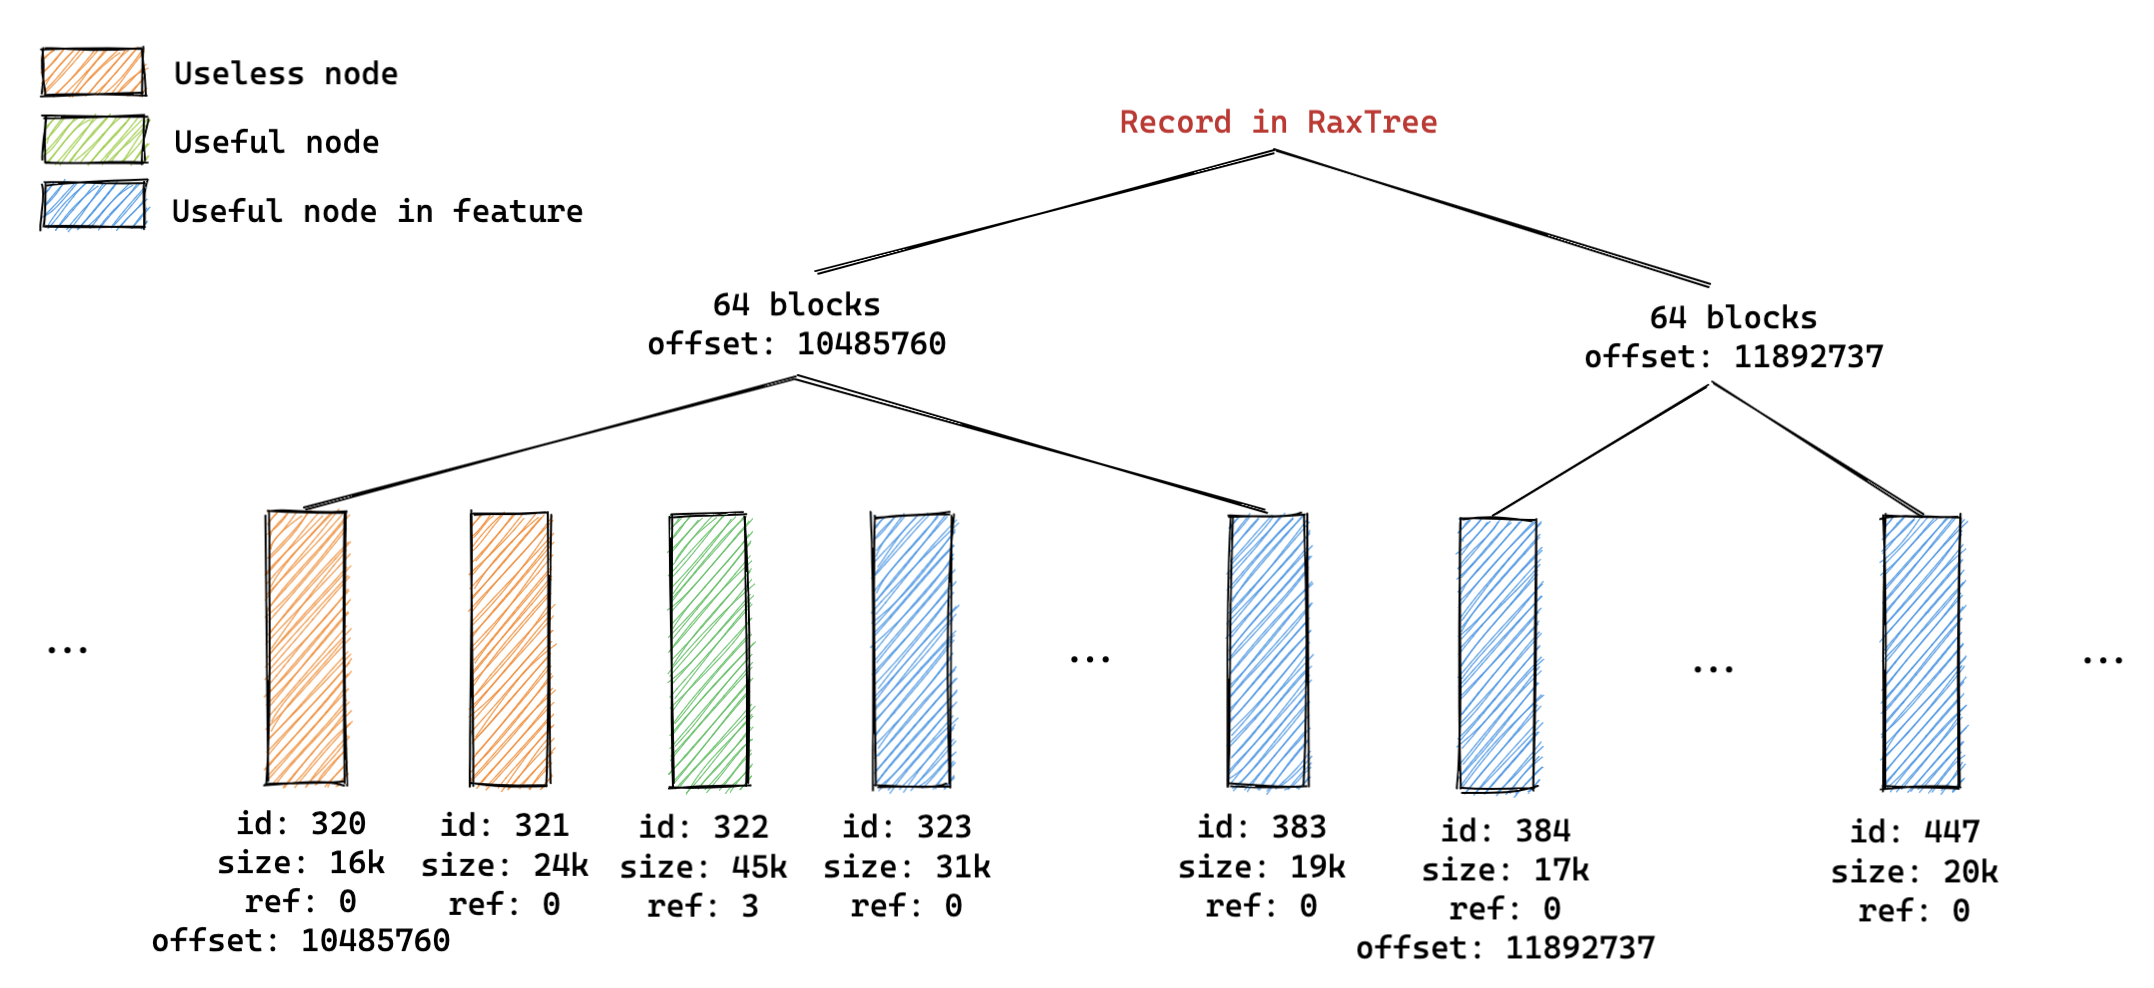 Useless node
Useful node
Useful node in feature
Record in RaxTree
64 blocks
offset: 10485760
64 blocks
offset: 11892737
...
...
...
...
id: 320
size: 16k
ref: 0
offset: 10485760
id: 321
size: 24k
ref: 0
id: 322
size: 45k
ref: 3
id: 323
size: 31k
ref: 0
id: 383
size: 19k
ref: 0
id: 384
size: 17k
ref: 0
offset: 11892737
id: 447
size: 20k
ref: 0